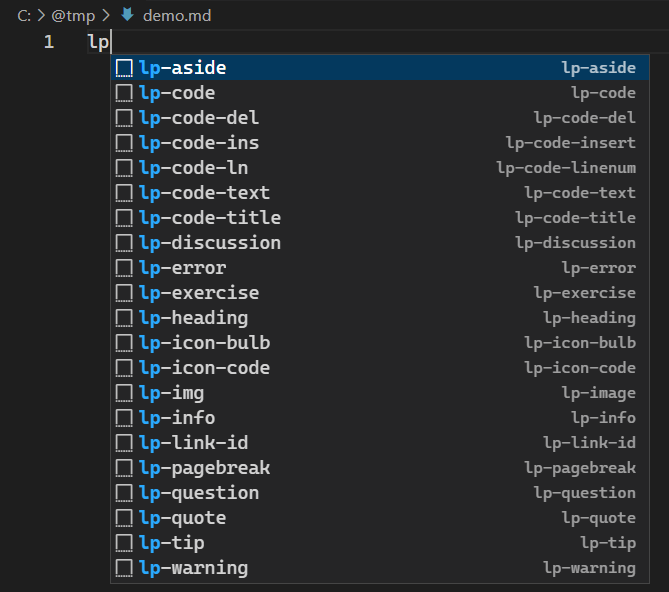 C: > @tmp > demo.md
1 lp
lp-aside lp-aside
lp-code lp-code
lp-code-del lp-code-del
lp-code-ins lp-code-insert
lp-code-ln lp-code-linenum
lp-code-text lp-code-text
lp-code-title lp-code-title
lp-discussion lp-discussion
lp-error lp-error
lp-exercise lp-exercise
lp-heading lp-heading
lp-icon-bulb lp-icon-bulb
lp-icon-code lp-icon-code
lp-img lp-image
lp-info lp-info
lp-link-id lp-link-id
lp-pagebreak lp-pagebreak
lp-question lp-question
lp-quote lp-quote
lp-tip lp-tip
lp-warning lp-warning